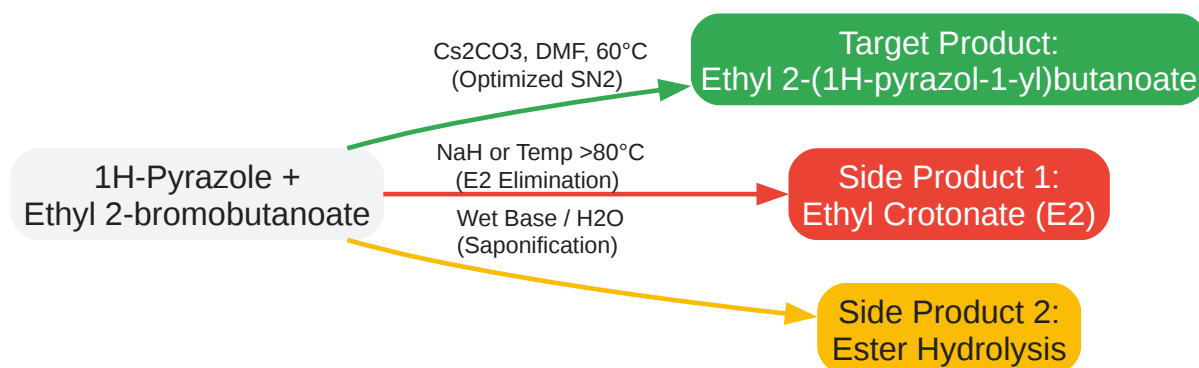 1H-Pyrazole +
Ethyl 2-bromobutanoate
Cs2CO3, DMF, 60°C
(Optimized SN2)
Target Product:
Ethyl 2-(1H-pyrazol-1-yl)butanoate
NaH or Temp >80°C
(E2 Elimination)
Side Product 1:
Ethyl Crotonate (E2)
Wet Base / H2O
(Saponification)
Side Product 2:
Ester Hydrolysis